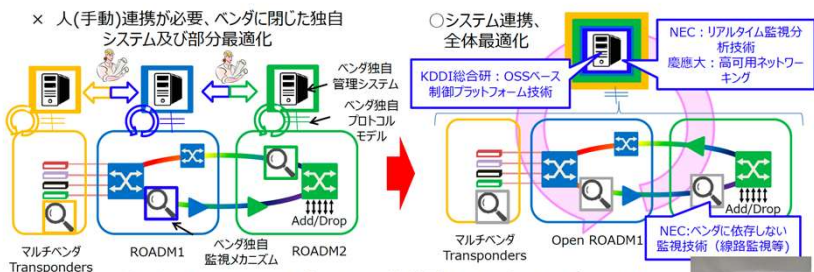 × 人(手動)連携が必要、ベンダに閉じた独自
システム及び部分最適化
ベンダ独自
管理システム
ベンダ独自
プロトコル
モデル
Add/Drop
マルチベンダ
Transponders
ROADM1
ベンダ独自
監視メカニズム
ROADM2
○システム連携、
全体最適化
NEC：リアルタイム監視分
析技術
慶應大：高可用ネットワー
キング
KDDI総合研：OSSベース
制御プラットフォーム技術
Add/Drop
マルチベンダ
Transponders
Open ROADM1
NEC:ベンダに依存しない
監視技術（線路監視等）